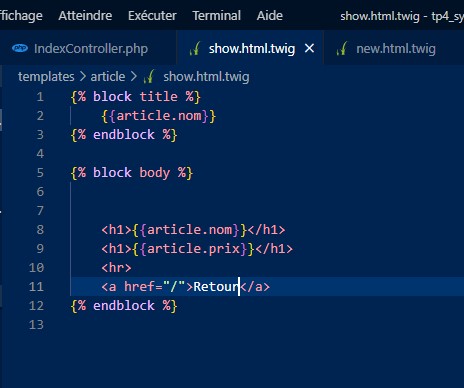 ffichage Atteindre Exécuter Terminal Aide show.html.twig - tp4_sy
php IndexController.php show.html.twig × new.html.twig
templates > article > show.html.twig
1 {% block title %}
2 {{article.nom}}
3 {% endblock %}
4
5 {% block body %}
6
7
8 <h1>{{article.nom}}</h1>
9 <h1>{{article.prix}}</h1>
10 <hr>
11 <a href="/">Retour</a>
12 {% endblock %}
13